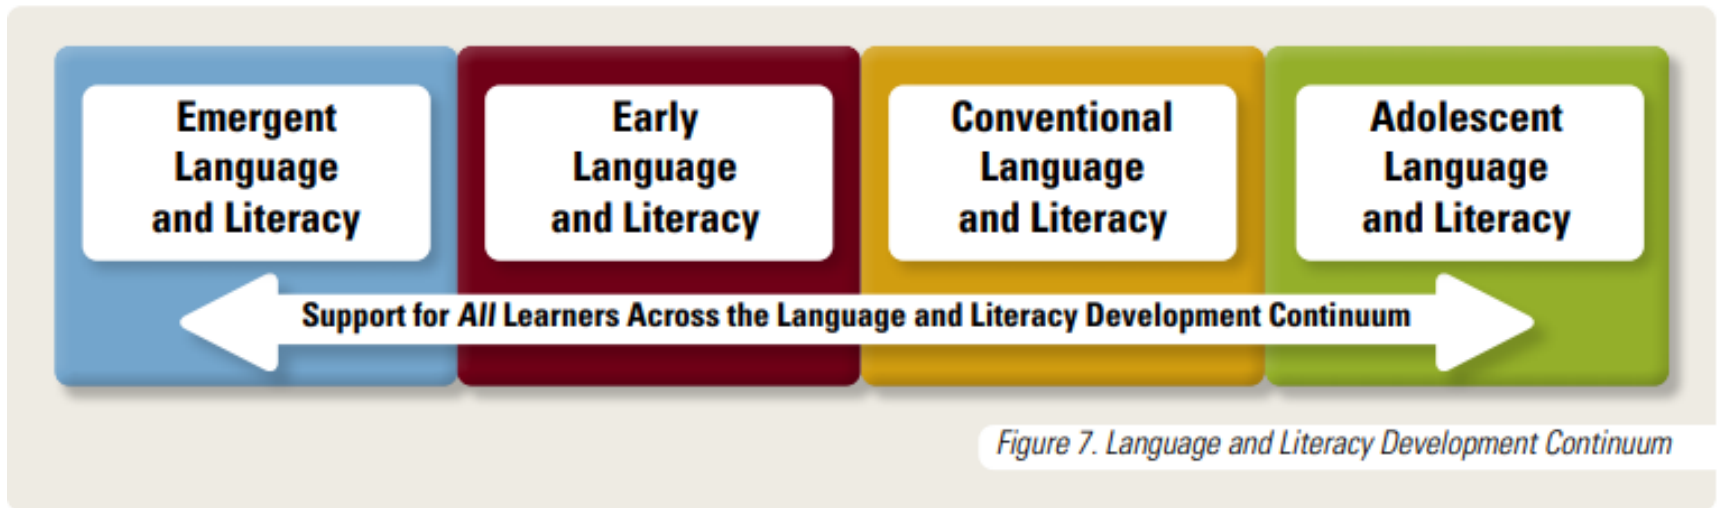 Emergent
Language
and Literacy
Early
Language
and Literacy
Conventional
Language
and Literacy
Adolescent
Language
and Literacy
Support for All Learners Across the Language and Literacy Development Continuum
Figure 7. Language and Literacy Development Continuum